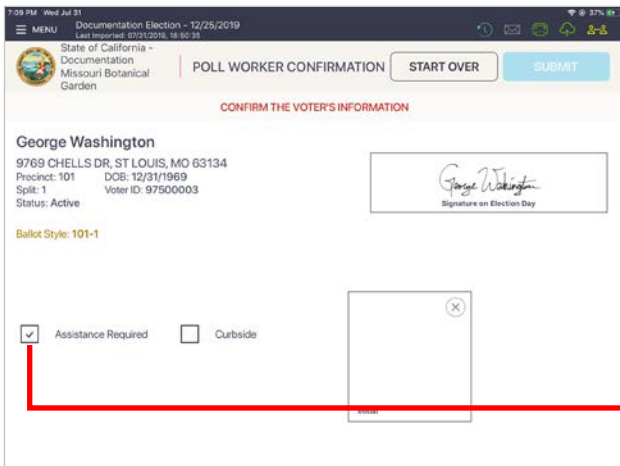 7:09 PM Wed Jul 31
37%
MENU
Documentation Election - 12/25/2019
Last Imported: 07/31/2019, 18:50:35
State of California -
Documentation
Missouri Botanical
Garden
POLL WORKER CONFIRMATION
START OVER
SUBMIT
CONFIRM THE VOTER'S INFORMATION
George Washington
9769 CHELLS DR, ST LOUIS, MO 63134
Precinct: 101 DOB: 12/31/1969
Split: 1 Voter ID: 97500003
Status: Active
George Wahington
Signature on Election Day
Ballot Style: 101-1
Assistance Required
Curbside
Initial